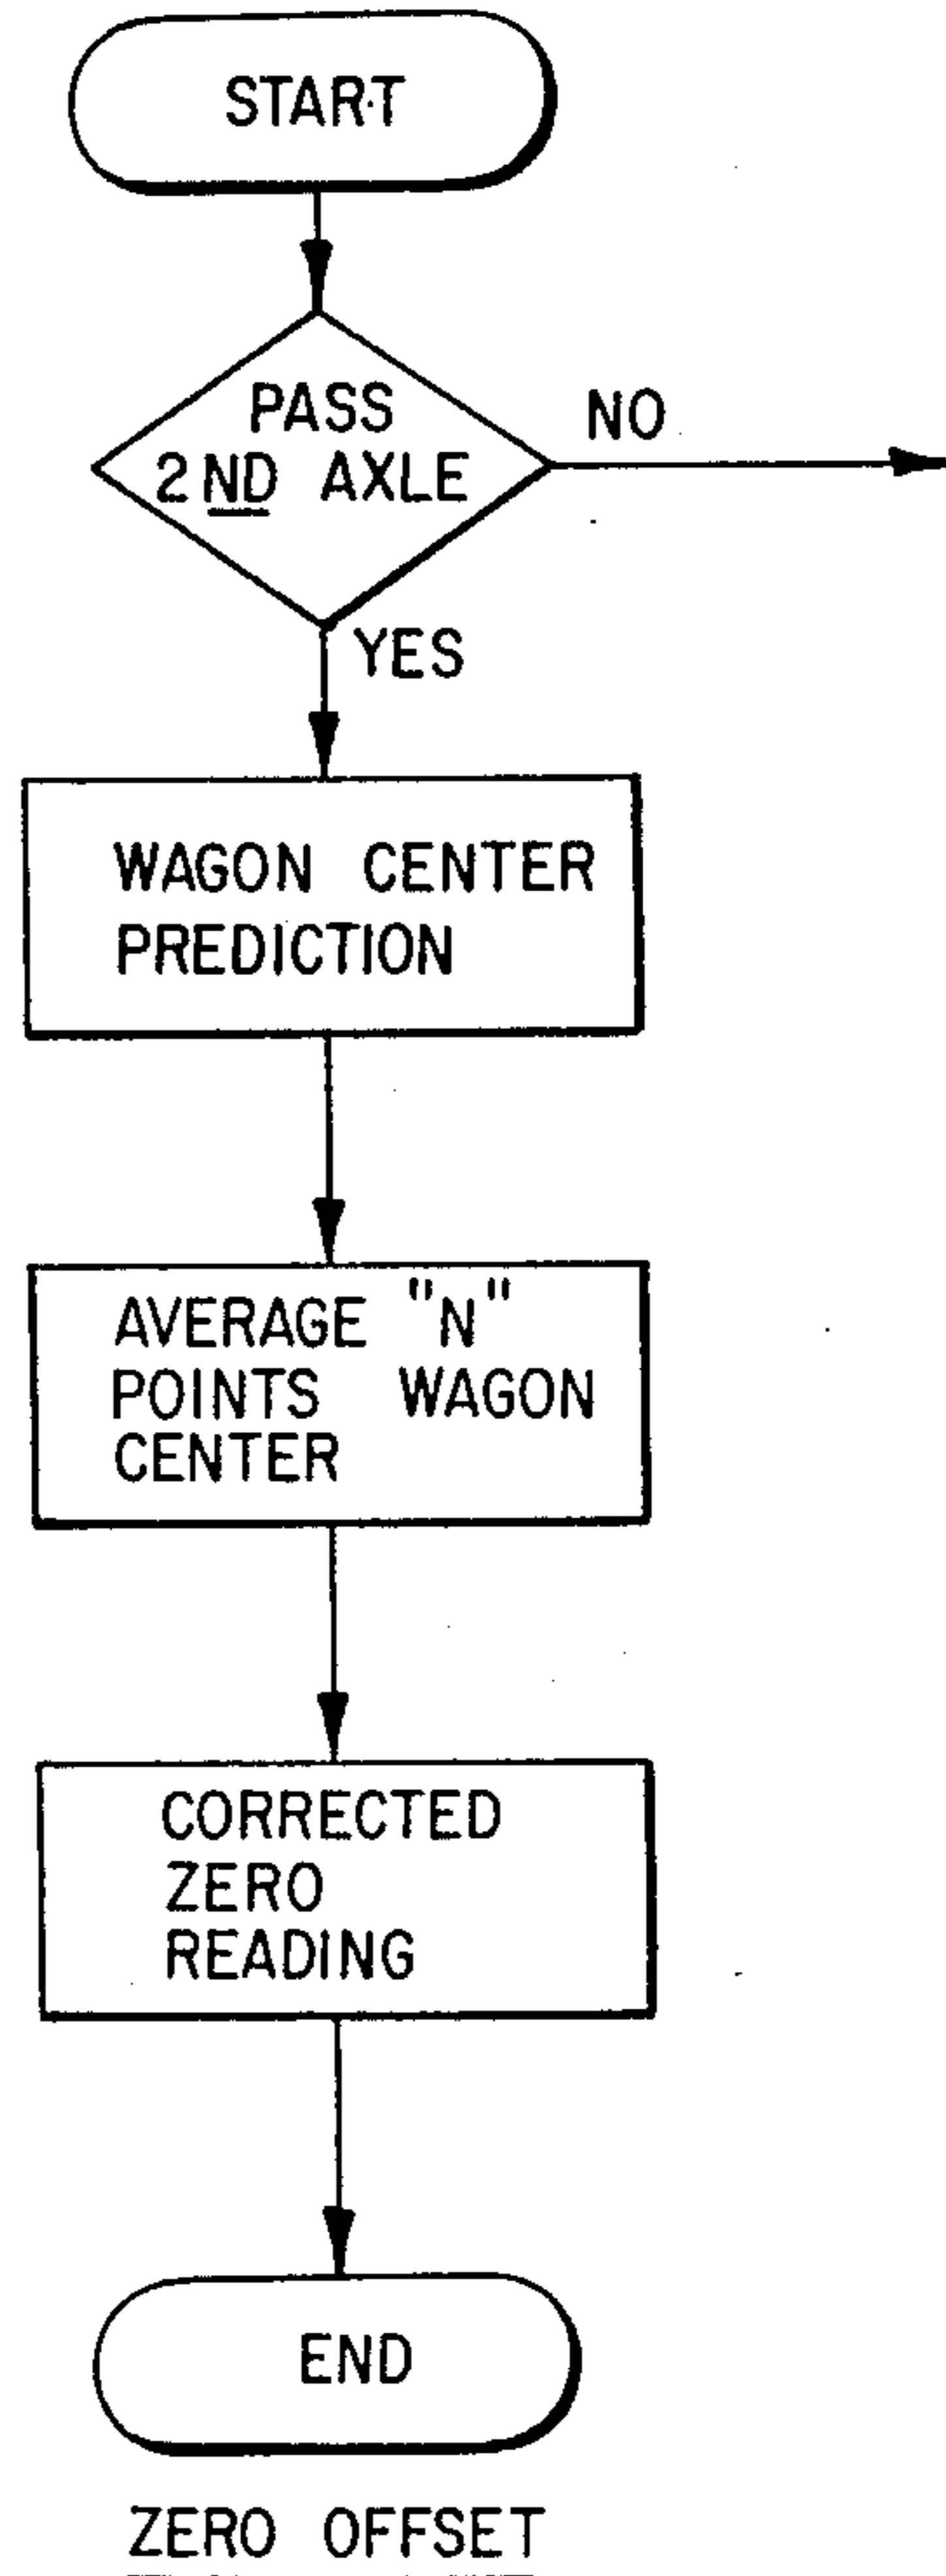 START
PASS
2ND AXLE
NO
YES
WAGON CENTER
PREDICTION
AVERAGE "N"
POINTS WAGON
CENTER
CORRECTED
ZERO
READING
END
ZERO OFFSET